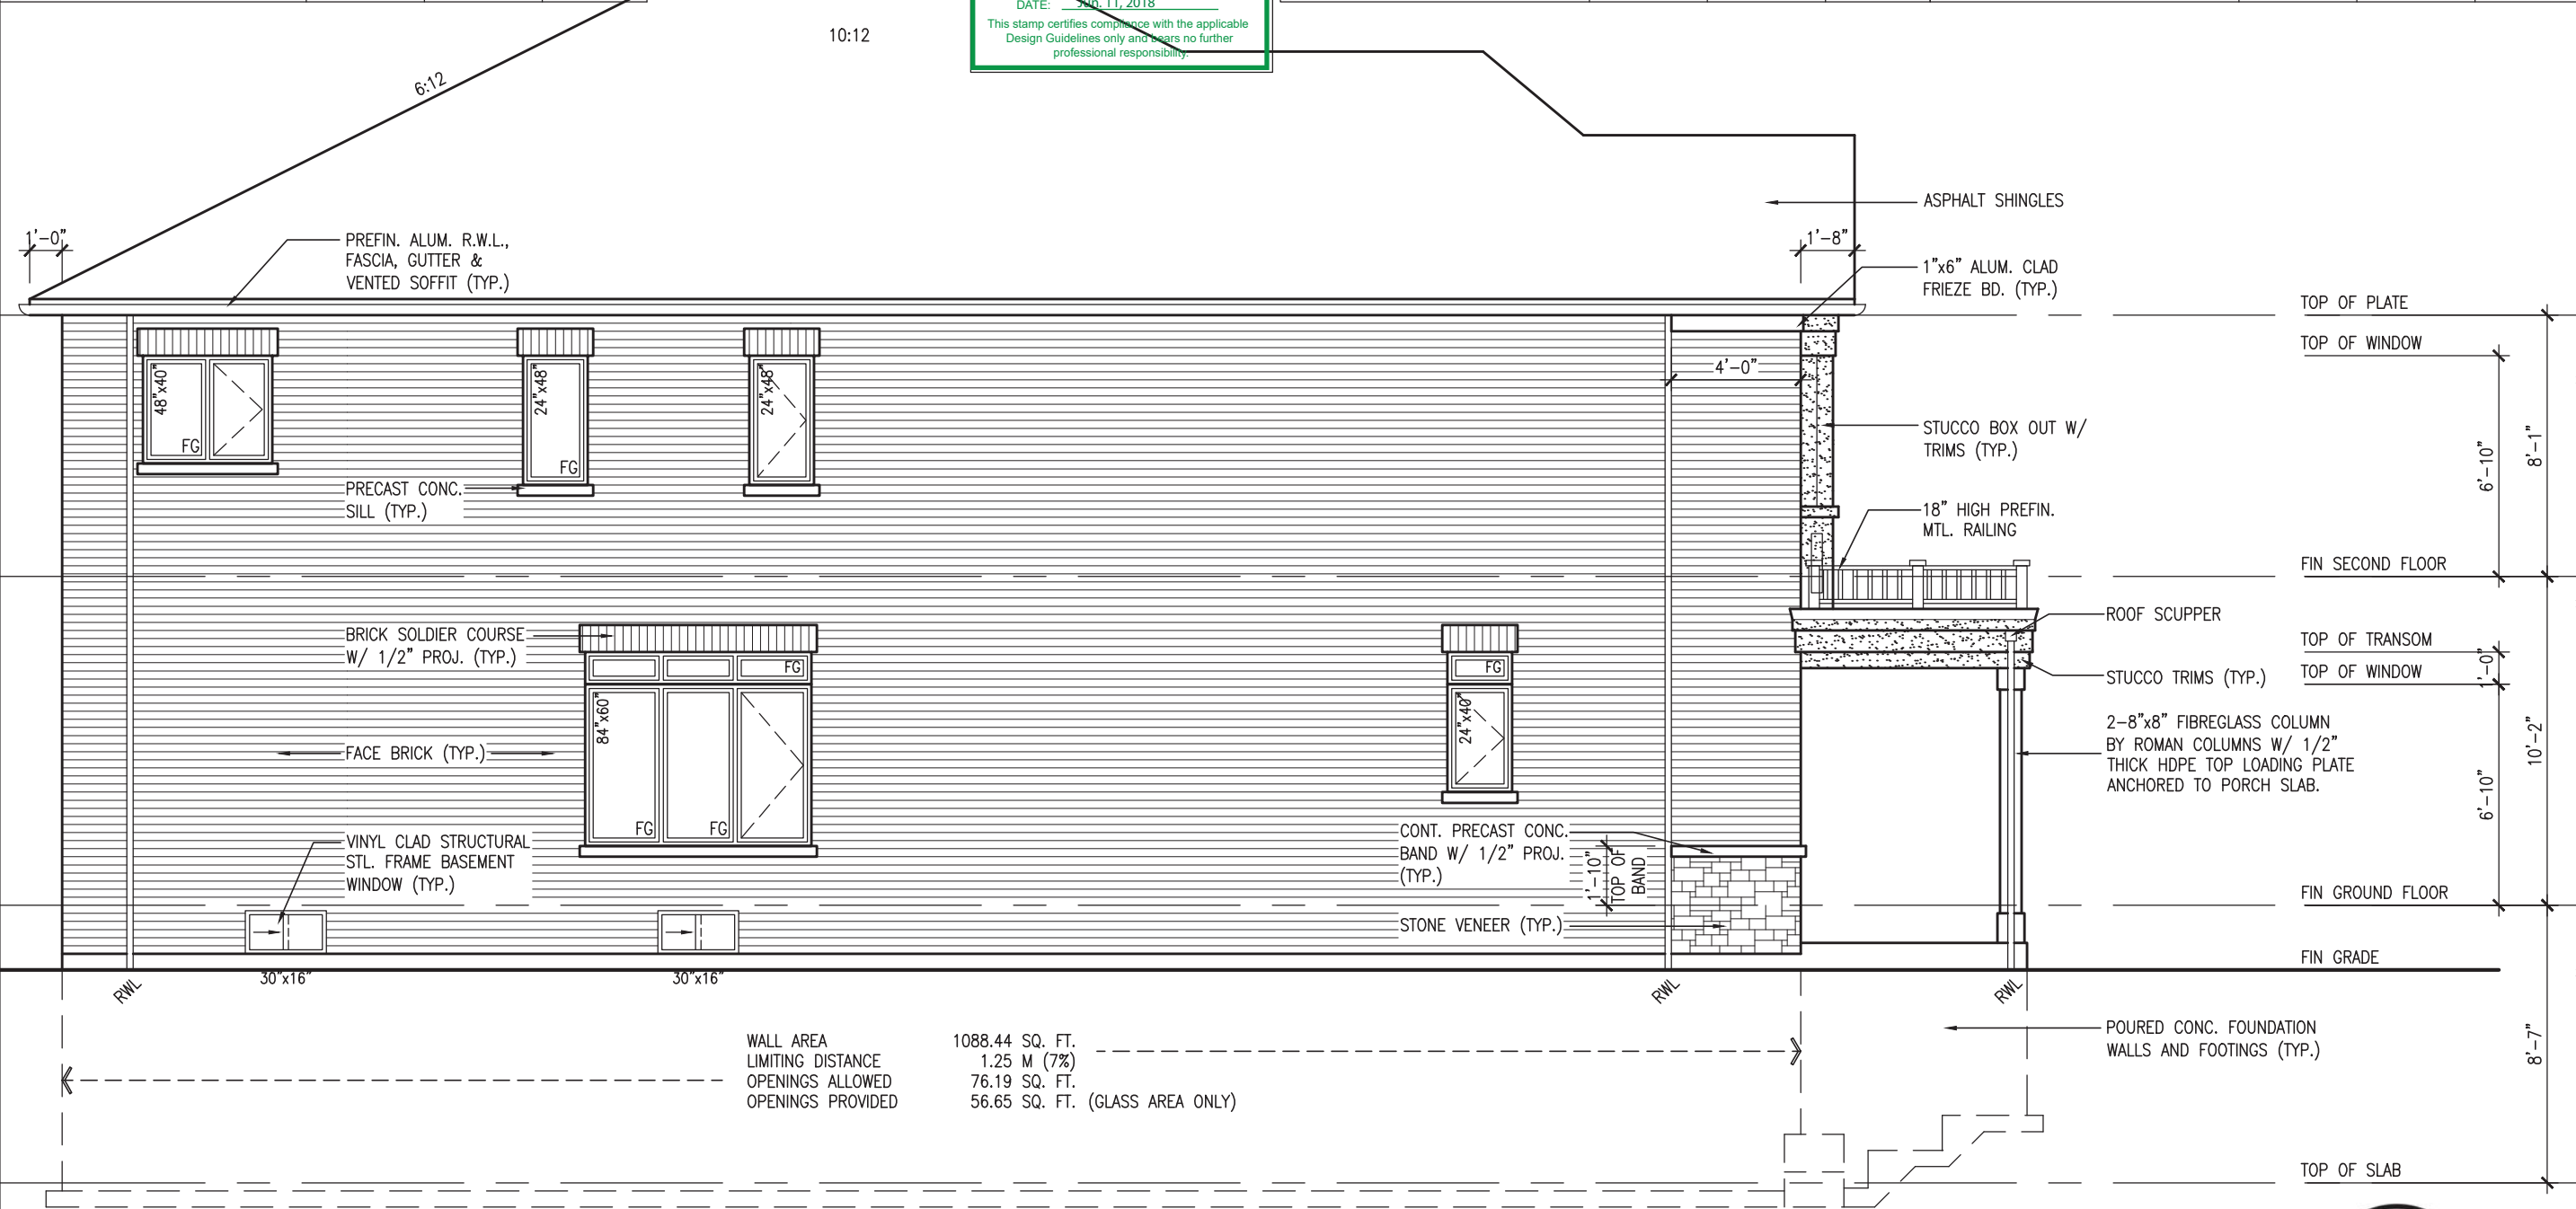 DATE: Jun. 11, 2018
This stamp certifies compliance with the applicable
Design Guidelines only and bears no further
professional responsibility.
10:12
6:12
1'-0"
PREFIN. ALUM. R.W.L.,
FASCIA, GUTTER &
VENTED SOFFIT (TYP.)
ASPHALT SHINGLES
1'-8"
1"x6" ALUM. CLAD
FRIEZE BD. (TYP.)
TOP OF PLATE
TOP OF WINDOW
4'-0"
48"x40"
FG
24"x48"
FG
24"x48"
STUCCO BOX OUT W/
TRIMS (TYP.)
6'-10"
8'-1"
PRECAST CONC.
SILL (TYP.)
18" HIGH PREFIN.
MTL. RAILING
FIN SECOND FLOOR
ROOF SCUPPER
BRICK SOLDIER COURSE
W/ 1/2" PROJ. (TYP.)
FG
FG
TOP OF TRANSOM
1'-0"
TOP OF WINDOW
STUCCO TRIMS (TYP.)
84"x60"
24"x40"
2-8"x8" FIBREGLASS COLUMN
BY ROMAN COLUMNS W/ 1/2"
THICK HDPE TOP LOADING PLATE
ANCHORED TO PORCH SLAB.
10'-2"
6'-10"
FACE BRICK (TYP.)
FG
FG
VINYL CLAD STRUCTURAL
STL. FRAME BASEMENT
WINDOW (TYP.)
CONT. PRECAST CONC.
BAND W/ 1/2" PROJ.
(TYP.)
1'-10"
TOP OF
BAND
FIN GROUND FLOOR
STONE VENEER (TYP.)
FIN GRADE
30"x16"
30"x16"
RWL
RWL
RWL
WALL AREA 1088.44 SQ. FT.
LIMITING DISTANCE 1.25 M (7%)
OPENINGS ALLOWED 76.19 SQ. FT.
OPENINGS PROVIDED 56.65 SQ. FT. (GLASS AREA ONLY)
POURED CONC. FOUNDATION
WALLS AND FOOTINGS (TYP.)
8'-7"
TOP OF SLAB